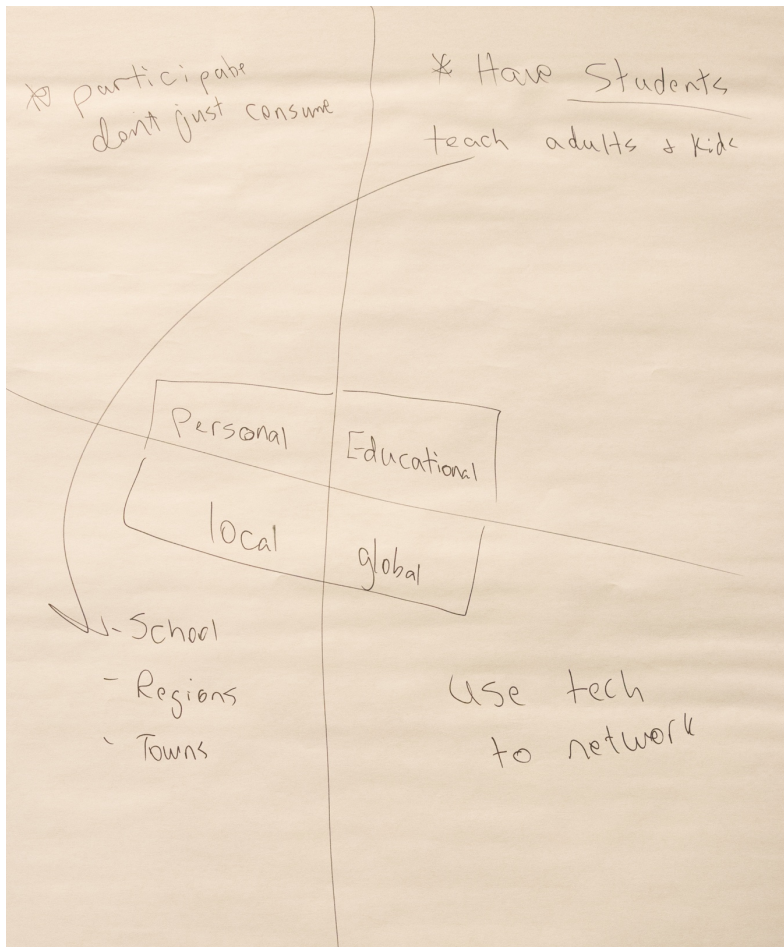 * participate
don't just consume
* Have Students
teach adults & kids
Personal
Educational
local
global
- School
- Regions
- Towns
use tech
to network